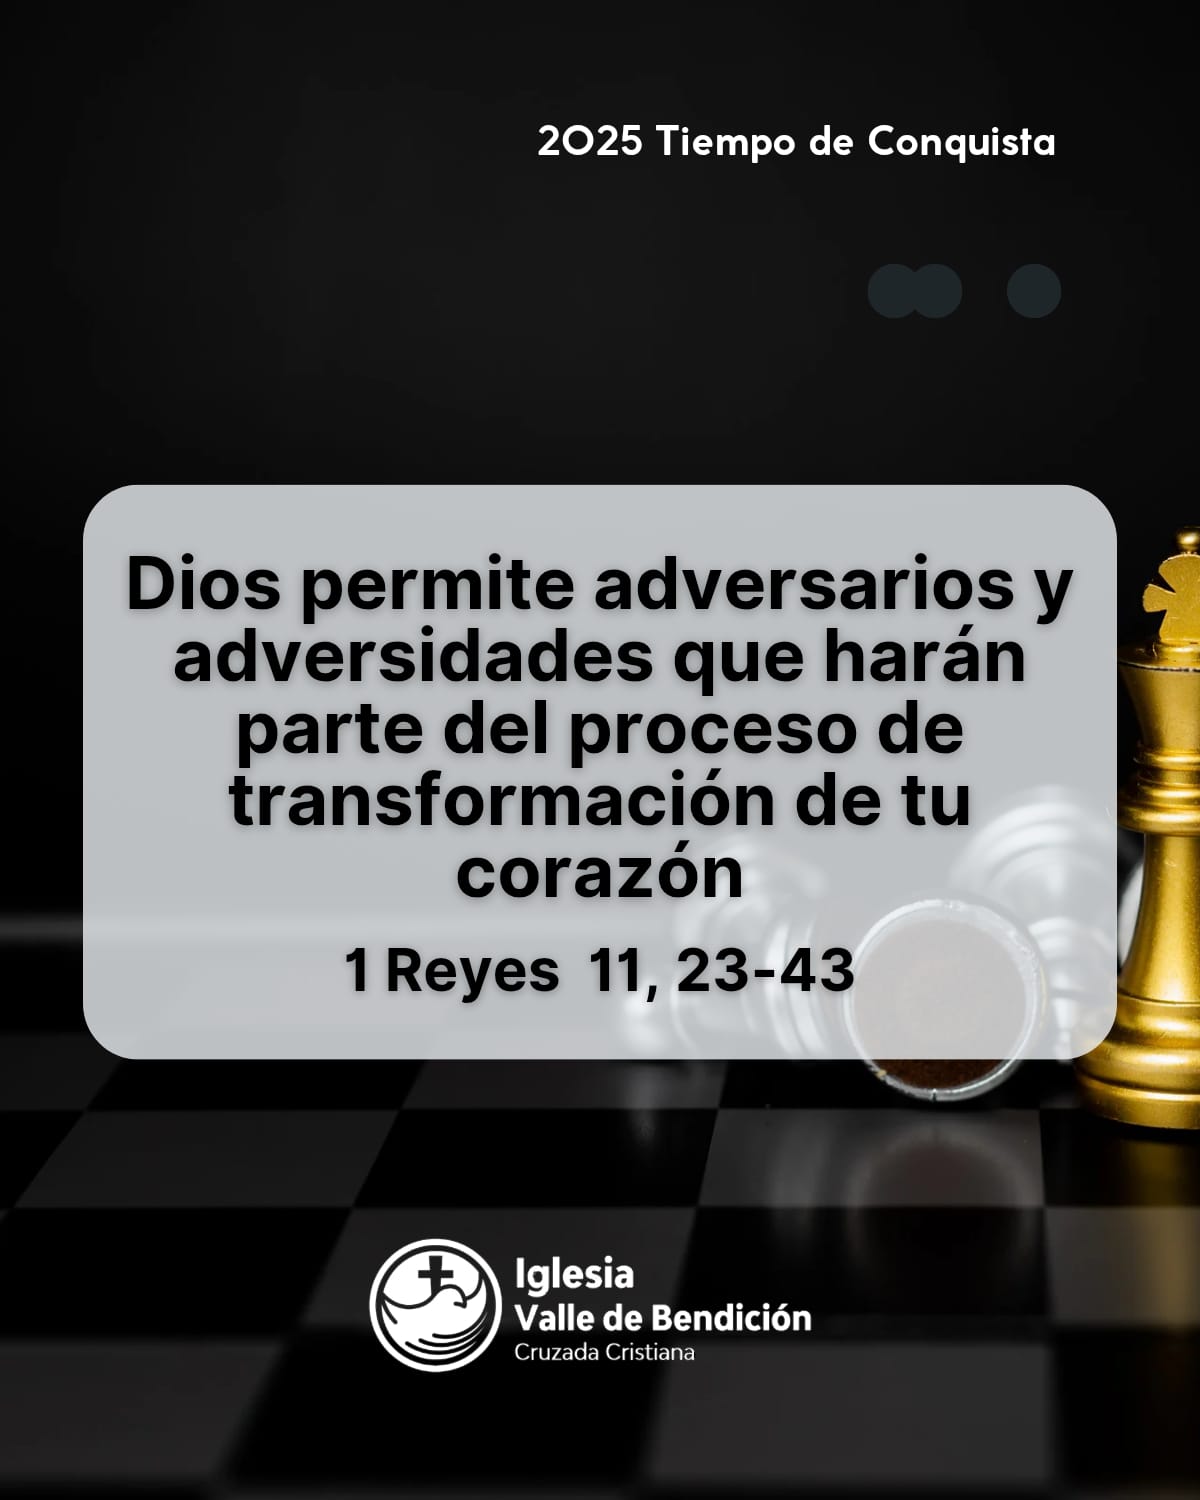 2025 Tiempo de Conquista
Dios permite adversarios y
adversidades que harán
parte del proceso de
transformación de tu
corazón
1 Reyes  11, 23-43
Iglesia
Valle de Bendición
Cruzada Cristiana